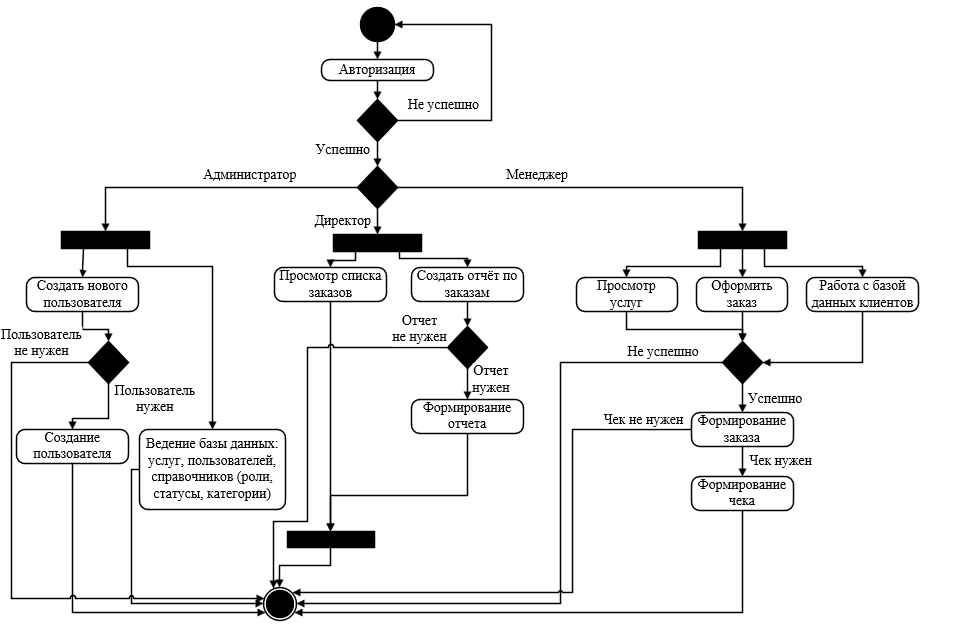 Авторизация
Не успешно
Успешно
Администратор
Менеджер
Директор
Создать нового
пользователя
Просмотр списка
заказов
Создать отчёт по
заказам
Просмотр
услуг
Оформить
заказ
Работа с базой
данных клиентов
Пользователь
не нужен
Отчет
не нужен
Не успешно
Отчет
нужен
Пользователь
нужен
Успешно
Формирование
отчета
Чек не нужен
Формирование
заказа
Создание
пользователя
Ведение базы данных:
услуг, пользователей,
справочников (роли,
статусы, категории)
Чек нужен
Формирование
чека